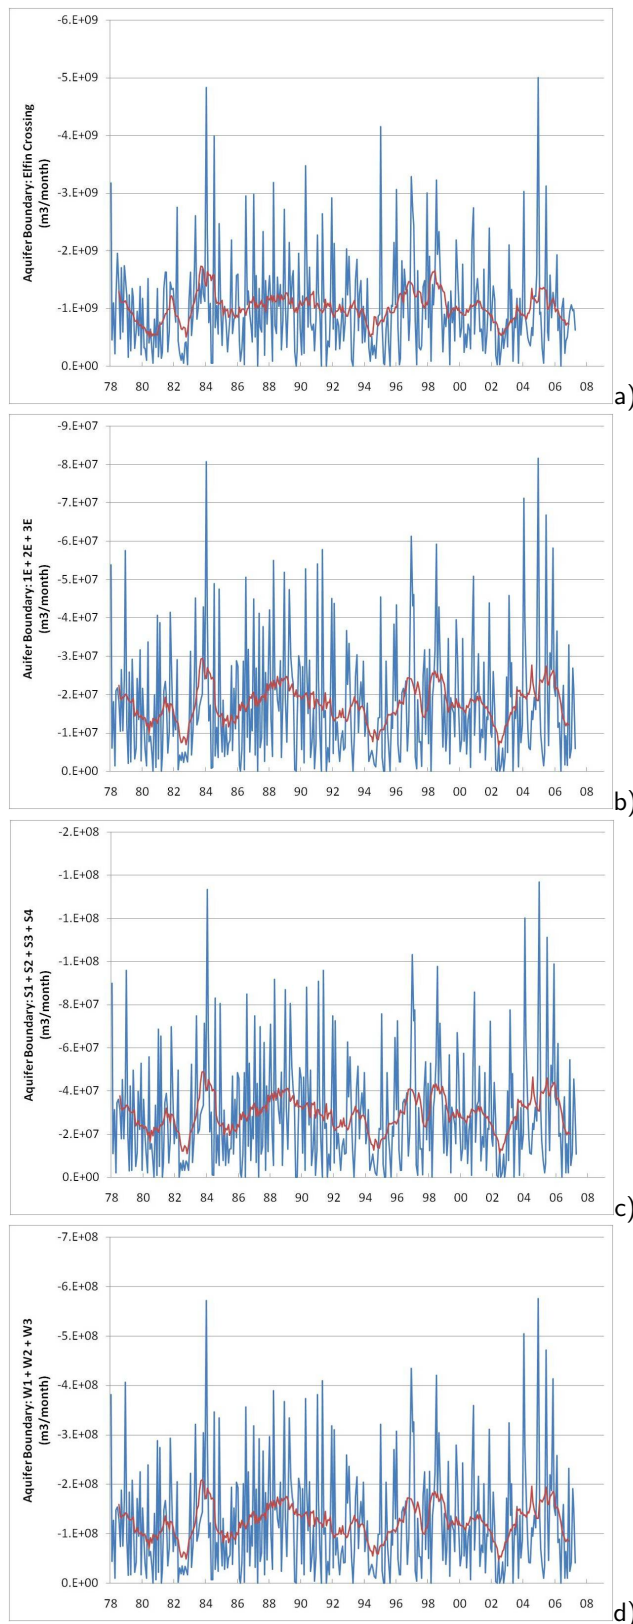 -6.E+09
-5.E+09
-4.E+09
-3.E+09
-2.E+09
-1.E+09
0.E+00
Aquifer Boundary: Elfin Crossing
(m3/month)
78 80 82 84 86 88 90 92 94 96 98 00 02 04 06 08
a)
-9.E+07
-8.E+07
-7.E+07
-6.E+07
-5.E+07
-4.E+07
-3.E+07
-2.E+07
-1.E+07
0.E+00
Auifer Boundary: 1E + 2E + 3E
(m3/month)
78 80 82 84 86 88 90 92 94 96 98 00 02 04 06 08
b)
-2.E+08
-1.E+08
-1.E+08
-1.E+08
-8.E+07
-6.E+07
-4.E+07
-2.E+07
0.E+00
Aquifer Boundary: S1 + S2 + S3 + S4
(m3/month)
78 80 82 84 86 88 90 92 94 96 98 00 02 04 06 08
c)
-7.E+08
-6.E+08
-5.E+08
-4.E+08
-3.E+08
-2.E+08
-1.E+08
0.E+00
Aquifer Boundary: W1 + W2 + W3
(m3/month)
78 80 82 84 86 88 90 92 94 96 98 00 02 04 06 08
d)